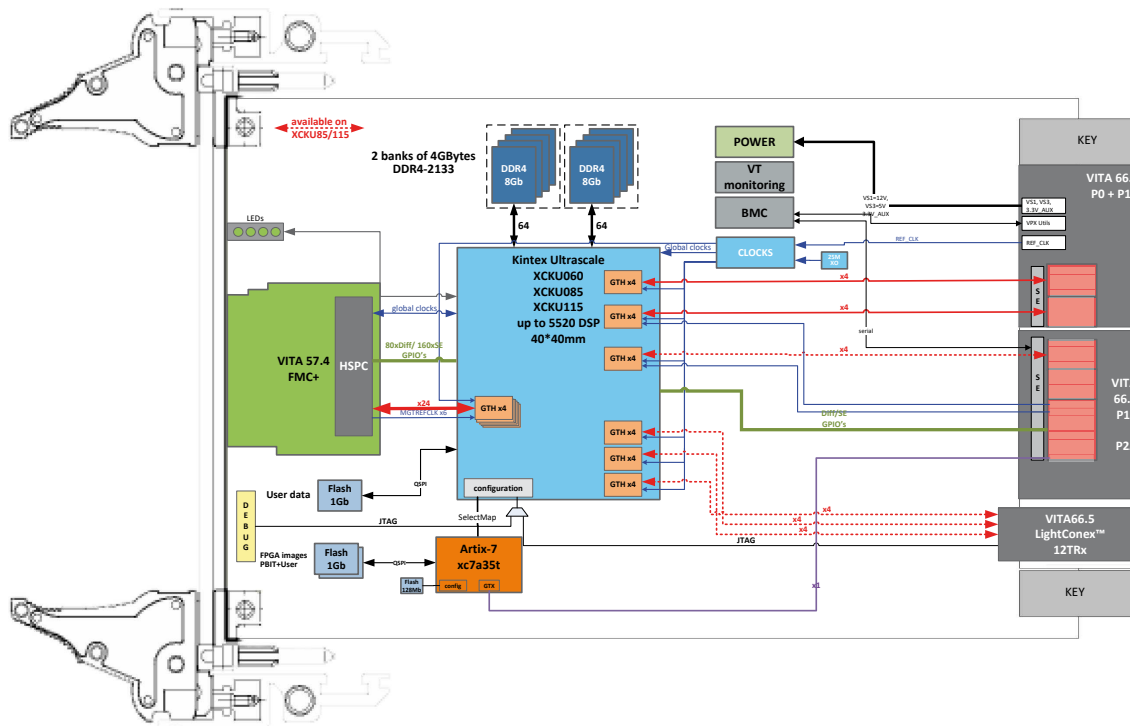 available on
XCKU85/115
2 banks of 4GBytes
DDR4-2133
DDR4
8Gb
DDR4
8Gb
64
64
POWER
VT
monitoring
BMC
VS1=12V,
VS3=5V
3.3V_AUX
KEY
VITA 66.
P0 + P1
VS1, VS3,
3.3V_AUX
VPX Utils
REF_CLK
REF_CLK
LEDs
Global clocks
CLOCKS
25M
XO
Kintex Ultrascale
XCKU060
XCKU085
XCKU115
up to 5520 DSP
40*40mm
GTH x4
GTH x4
GTH x4
x4
x4
x4
S
E
serial
S
E
VITA
66.
P1
P2
global clocks
VITA 57.4
FMC+
HSPC
80xDiff/ 160xSE
GPIO's
x24
MGTREFCLK x6
GTH x4
Diff/SE
GPIO's
GTH x4
GTH x4
GTH x4
configuration
User data
Flash
1Gb
QSPI
SelectMap
D
E
B
U
G
JTAG
JTAG
x4
x4
x4
VITA66.5
LightConex™
12TRx
FPGA images
PBIT+User
Flash
1Gb
QSPI
Artix-7
xc7a35t
Flash
128Mb
config
GTX
x1
KEY